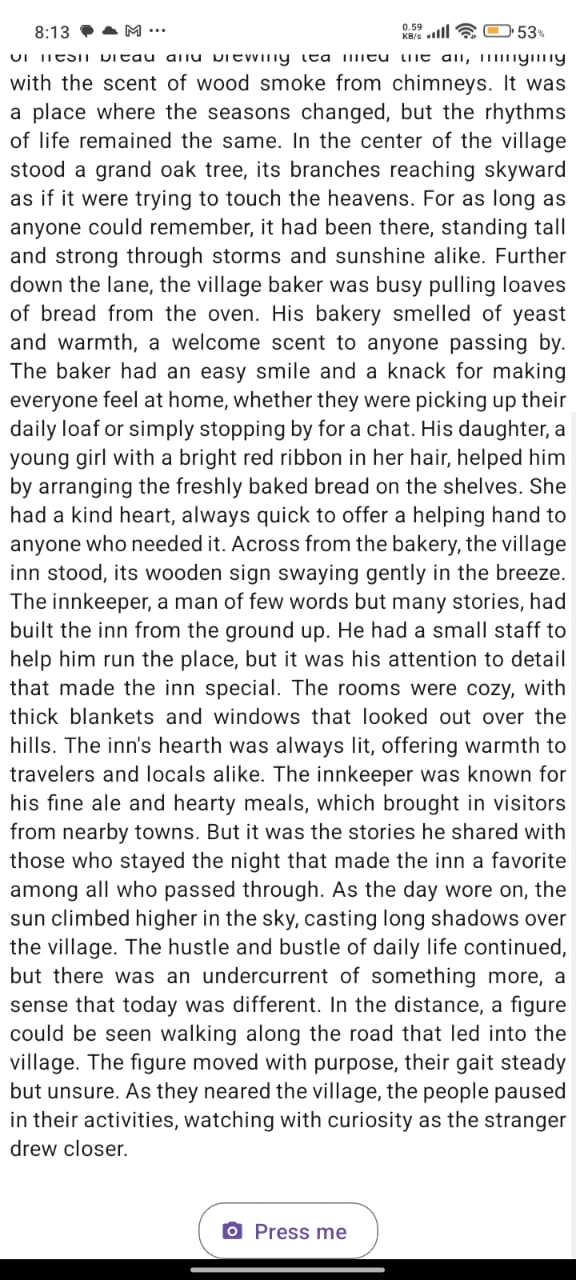 8:13
0.59
KB/s
53%
of fresh bread and brewing tea filled the air, mingling
with the scent of wood smoke from chimneys. It was
a place where the seasons changed, but the rhythms
of life remained the same. In the center of the village
stood a grand oak tree, its branches reaching skyward
as if it were trying to touch the heavens. For as long as
anyone could remember, it had been there, standing tall
and strong through storms and sunshine alike. Further
down the lane, the village baker was busy pulling loaves
of bread from the oven. His bakery smelled of yeast
and warmth, a welcome scent to anyone passing by.
The baker had an easy smile and a knack for making
everyone feel at home, whether they were picking up their
daily loaf or simply stopping by for a chat. His daughter, a
young girl with a bright red ribbon in her hair, helped him
by arranging the freshly baked bread on the shelves. She
had a kind heart, always quick to offer a helping hand to
anyone who needed it. Across from the bakery, the village
inn stood, its wooden sign swaying gently in the breeze.
The innkeeper, a man of few words but many stories, had
built the inn from the ground up. He had a small staff to
help him run the place, but it was his attention to detail
that made the inn special. The rooms were cozy, with
thick blankets and windows that looked out over the
hills. The inn's hearth was always lit, offering warmth to
travelers and locals alike. The innkeeper was known for
his fine ale and hearty meals, which brought in visitors
from nearby towns. But it was the stories he shared with
those who stayed the night that made the inn a favorite
among all who passed through. As the day wore on, the
sun climbed higher in the sky, casting long shadows over
the village. The hustle and bustle of daily life continued,
but there was an undercurrent of something more, a
sense that today was different. In the distance, a figure
could be seen walking along the road that led into the
village. The figure moved with purpose, their gait steady
but unsure. As they neared the village, the people paused
in their activities, watching with curiosity as the stranger
drew closer.
Press me